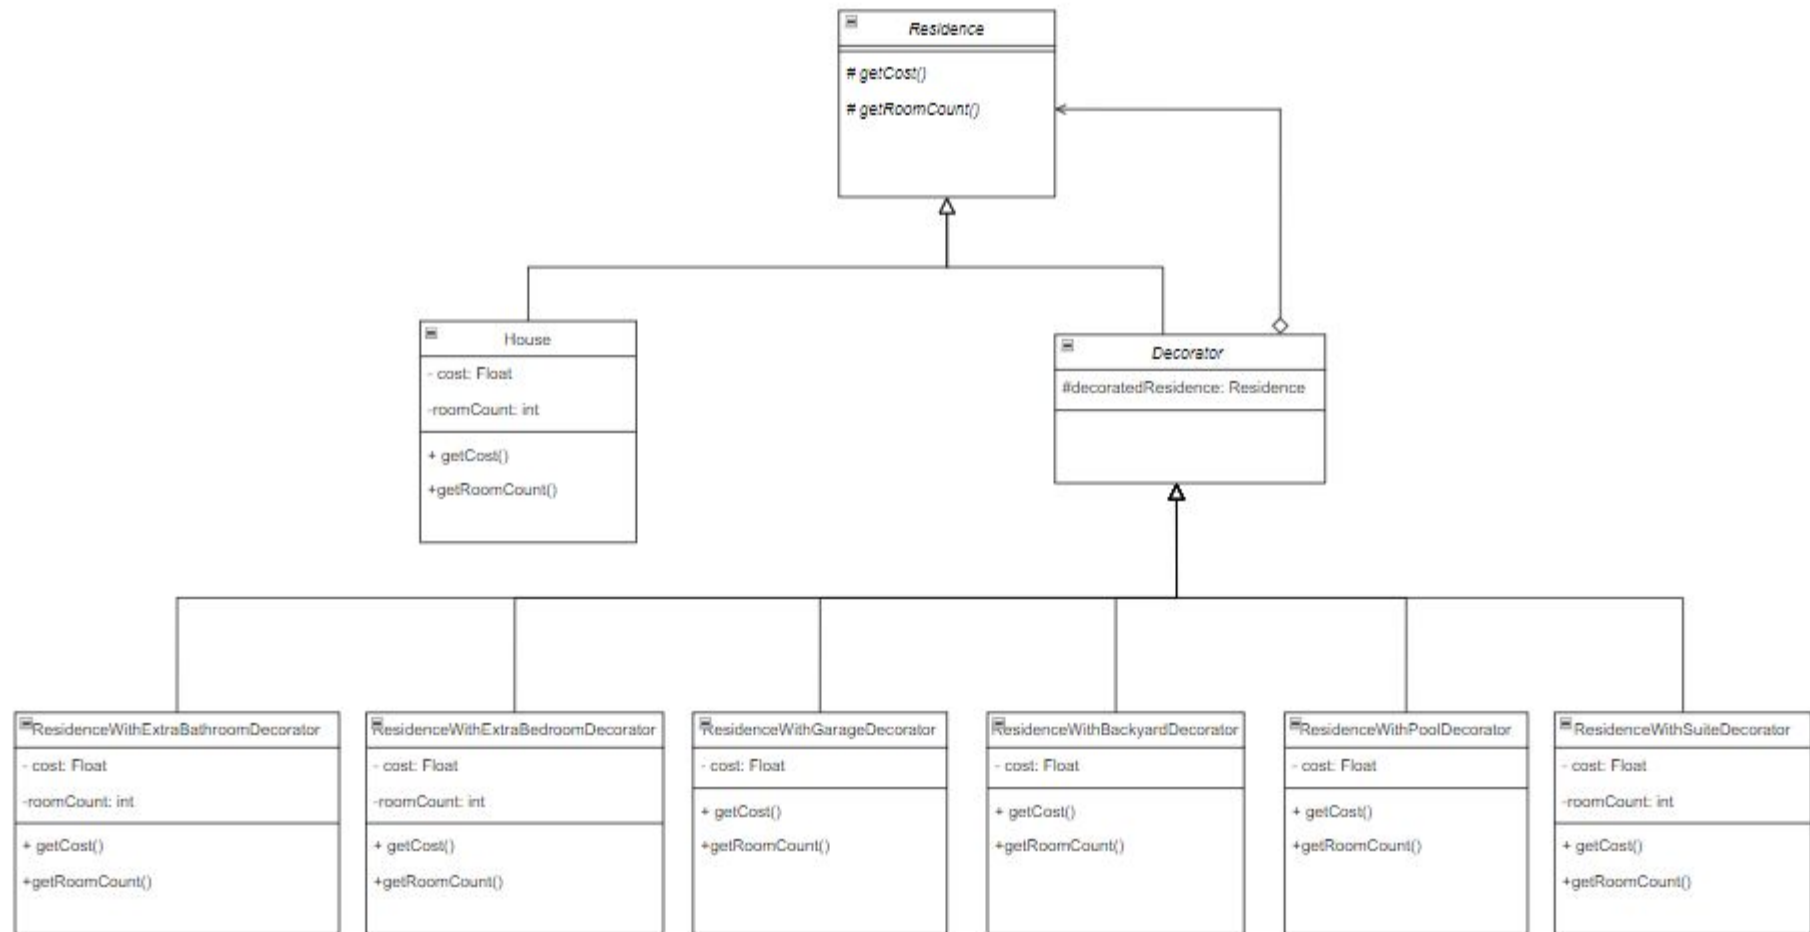 Residence
# getCost()
# getRoomCount()
House
- cost: Float
-roomCount: int
+ getCost()
+getRoomCount()
Decorator
#decoratedResidence: Residence
ResidenceWithExtraBathroomDecorator
- cost: Float
-roomCount: int
+ getCost()
+getRoomCount()
ResidenceWithExtraBedroomDecorator
- cost: Float
-roomCount: int
+ getCost()
+getRoomCount()
ResidenceWithGarageDecorator
- cost: Float
+ getCost()
+getRoomCount()
ResidenceWithBackyardDecorator
- cost: Float
+ getCost()
+getRoomCount()
ResidenceWithPoolDecorator
- cost: Float
+ getCost()
+getRoomCount()
ResidenceWithSuiteDecorator
- cost: Float
-roomCount: int
+ getCost()
+getRoomCount()